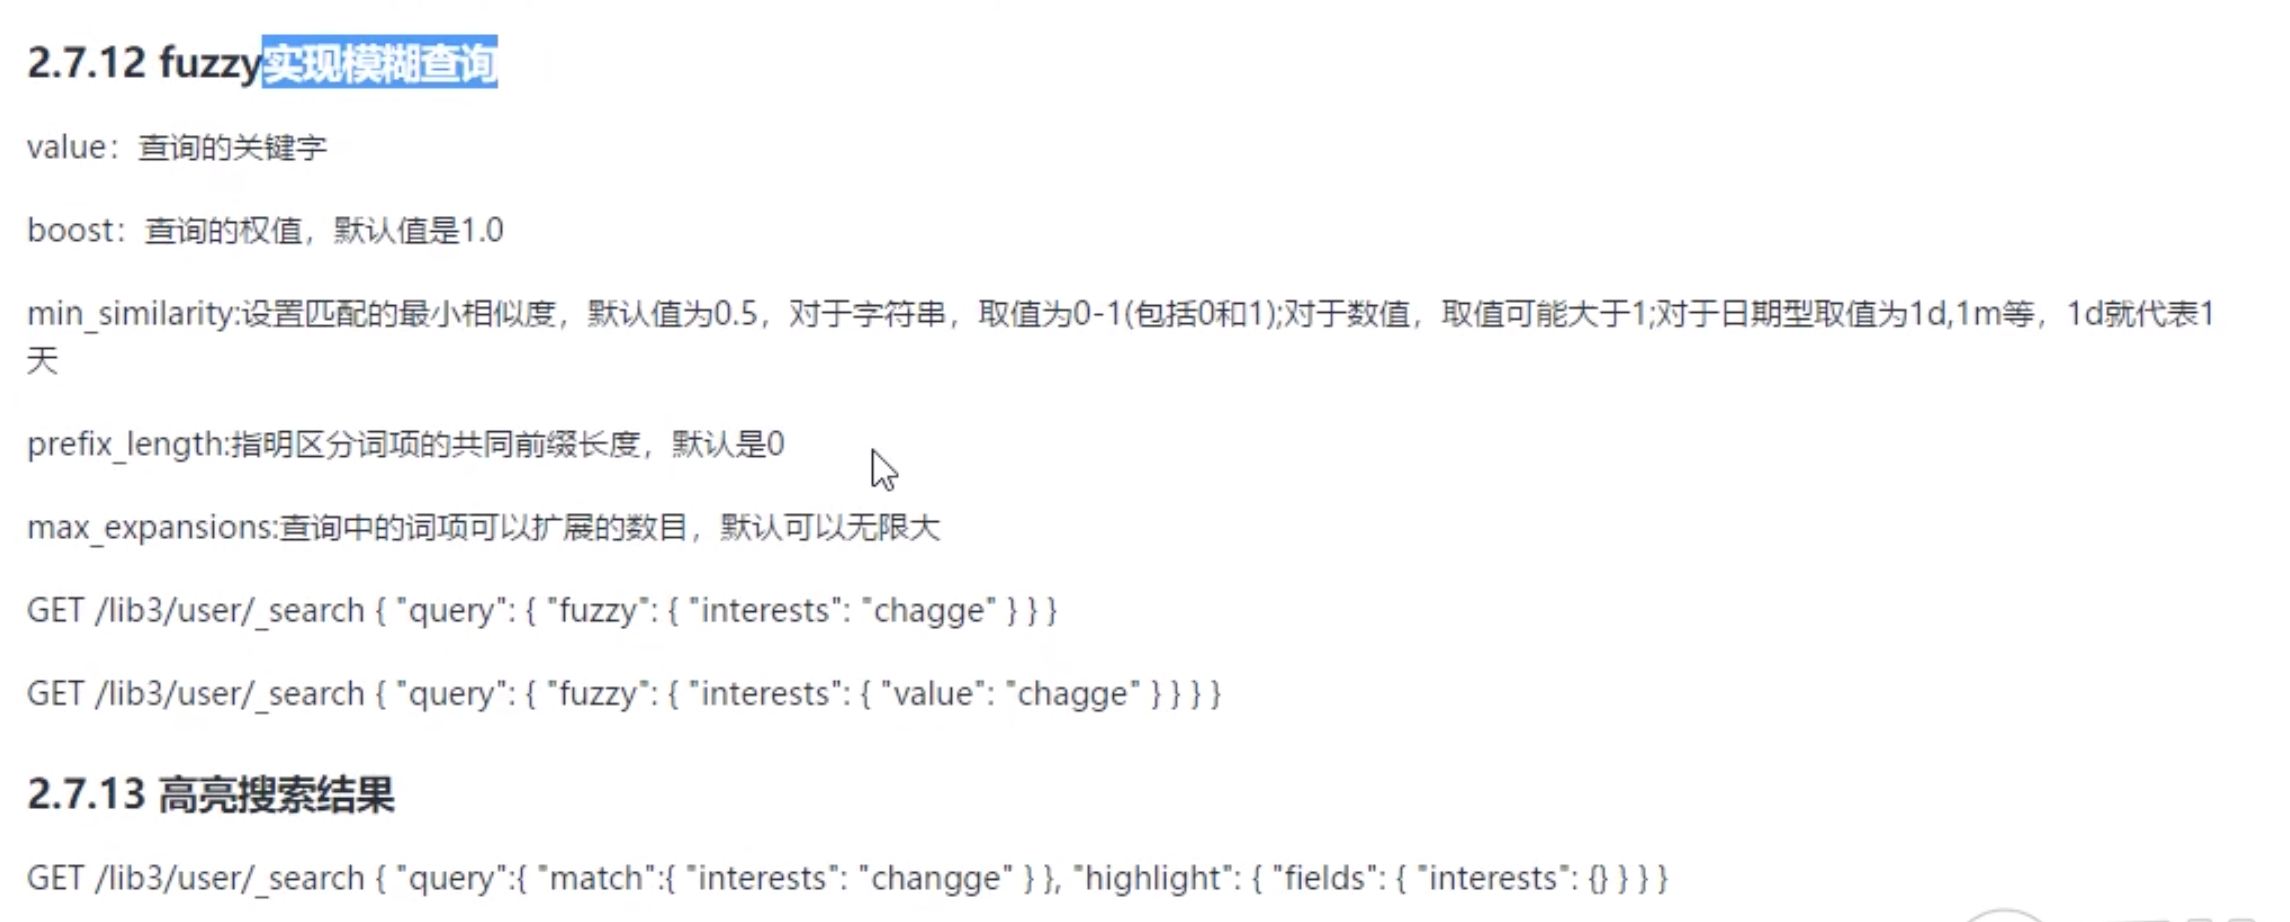 2.7.12 fuzzy实现模糊查询
value：查询的关键字
boost：查询的权值，默认值是1.0
min_similarity:设置匹配的最小相似度，默认值为0.5，对于字符串，取值为0-1(包括0和1);对于数值，取值可能大于1;对于日期型取值为1d,1m等，1d就代表1
天
prefix_length:指明区分词项的共同前缀长度，默认是0
max_expansions:查询中的词项可以扩展的数目，默认可以无限大
GET /lib3/user/_search { "query": { "fuzzy": { "interests": "chagge" } } }
GET /lib3/user/_search { "query": { "fuzzy": { "interests": { "value": "chagge" } } } }
2.7.13 高亮搜索结果
GET /lib3/user/_search { "query":{ "match":{ "interests": "changge" } }, "highlight": { "fields": { "interests": {} } } }